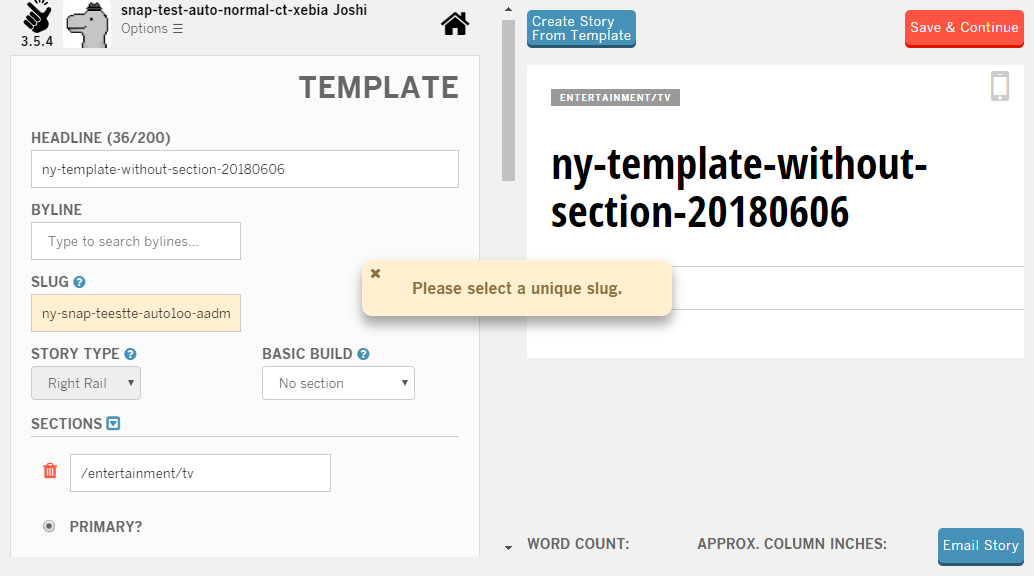 snap-test-auto-normal-ct-xebia Joshi
Options
3.5.4
TEMPLATE
HEADLINE (36/200)
ny-template-without-section-20180606
BYLINE
Type to search bylines...
SLUG ?
ny-snap-teestte-auto1oo-aadm
STORY TYPE ?
BASIC BUILD ?
Right Rail
No section
SECTIONS
/entertainment/tv
PRIMARY?
Create Story
From Template
Save & Continue
ENTERTAINMENT/TV
ny-template-without-
section-20180606
Please select a unique slug.
WORD COUNT:
APPROX. COLUMN INCHES:
Email Story